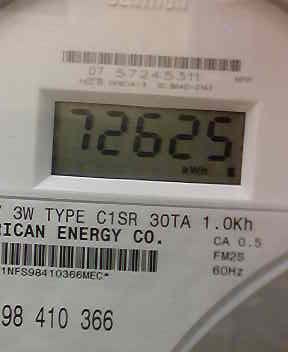 07 57245311
72625
kWh
3W TYPE C1SR 30TA 1.0Kh
RICAN ENERGY CO.
CA 0.5
FM2S
60Hz
1NFS98410366MEC*
98 410 366